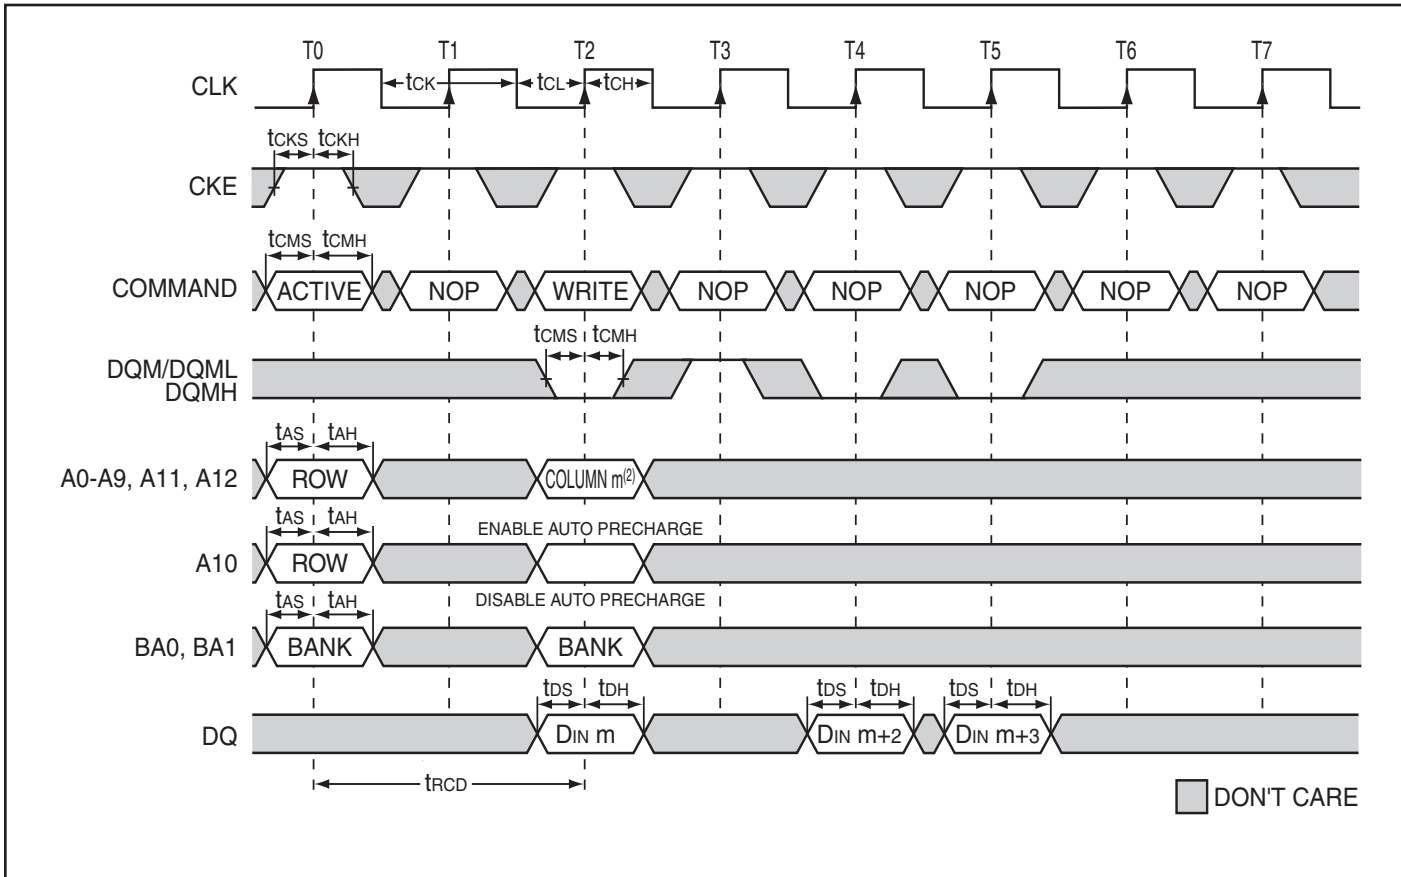 T0 T1 T2 T3 T4 T5 T6 T7
CLK tCK tCL tCH
tCKS tCKH
CKE
tCMS tCMH
COMMAND ACTIVE NOP WRITE NOP NOP NOP NOP NOP
tCMS tCMH
DQM/DQML
DQMH
tAS tAH
A0-A9, A11, A12 ROW COLUMN m(2)
tAS tAH ENABLE AUTO PRECHARGE
A10 ROW
tAS tAH DISABLE AUTO PRECHARGE
BA0, BA1 BANK BANK
tDS tDH tDS tDH tDS tDH
DQ DIN m DIN m+2 DIN m+3
tRCD
DON'T CARE